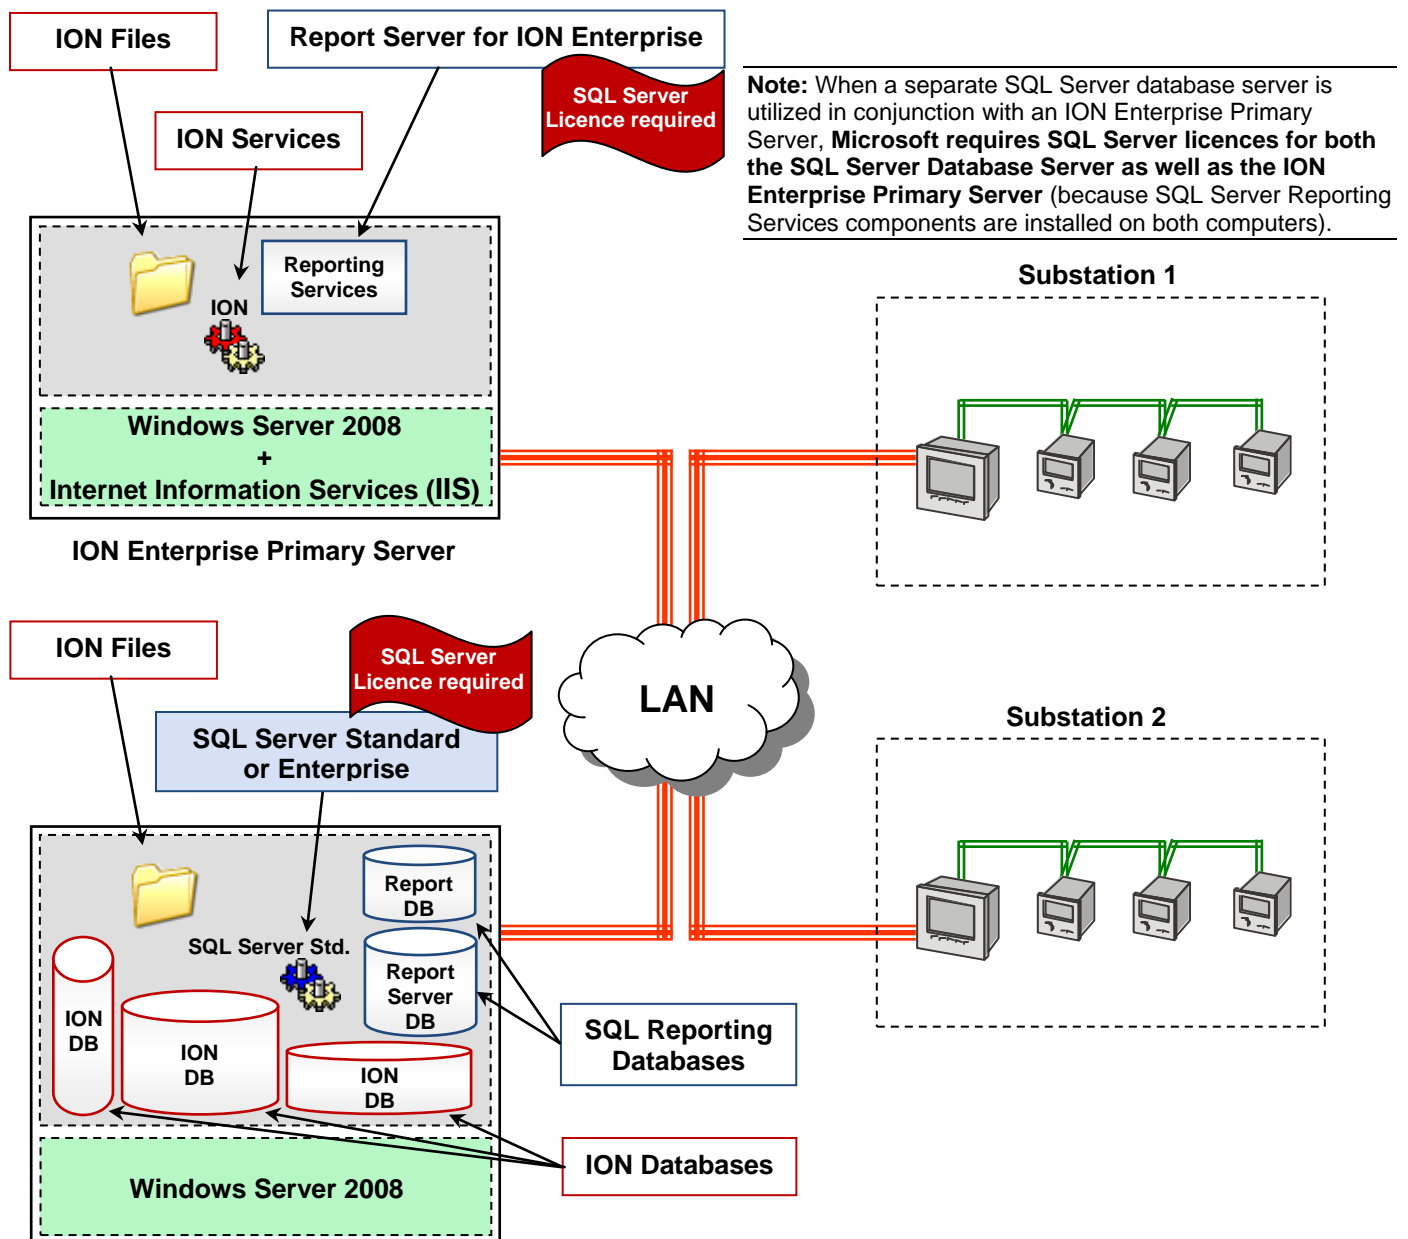 ION Files
Report Server for ION Enterprise
SQL Server
Licence required
ION Services
Note: When a separate SQL Server database server is
utilized in conjunction with an ION Enterprise Primary
Server, Microsoft requires SQL Server licences for both
the SQL Server Database Server as well as the ION
Enterprise Primary Server (because SQL Server Reporting
Services components are installed on both computers).
Reporting
Services
ION
Windows Server 2008
+
Internet Information Services (IIS)
ION Enterprise Primary Server
Substation 1
ION Files
SQL Server
Licence required
SQL Server Standard
or Enterprise
LAN
Substation 2
Report
DB
SQL Server Std.
Report
Server
DB
ION
DB
ION
DB
ION
DB
SQL Reporting
Databases
ION Databases
Windows Server 2008